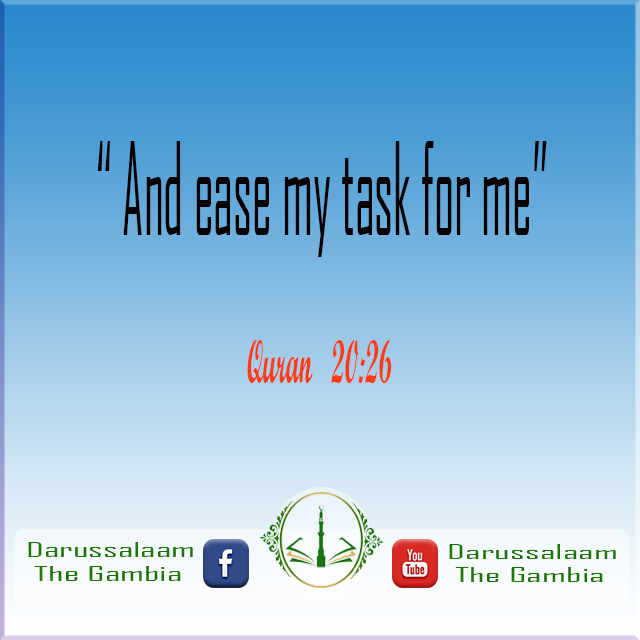 “ And ease my task for me”
Quran 20:26
Darussalaam
The Gambia
f
You
Tube
Darussalaam
The Gambia